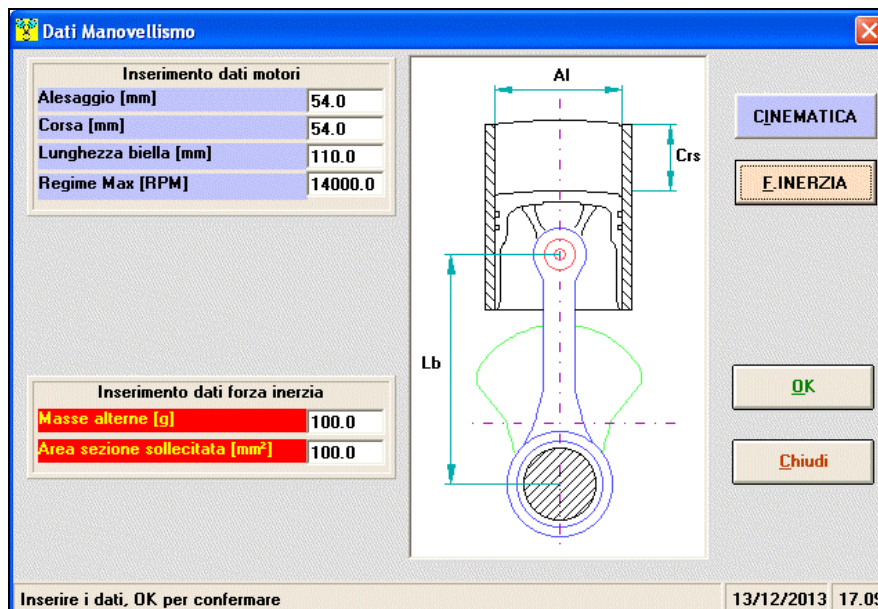 Dati Manovellismo
Inserimento dati motori
Alesaggio [mm] 54.0
Corsa [mm] 54.0
Lunghezza biella [mm] 110.0
Regime Max [RPM] 14000.0
Al
Crs
Lb
CINEMATICA
F.INERZIA
Inserimento dati forza inerzia
Masse alterne [g] 100.0
Area sezione sollecitata [mm²] 100.0
OK
Chiudi
Inserire i dati, OK per confermare 13/12/2013 17.09